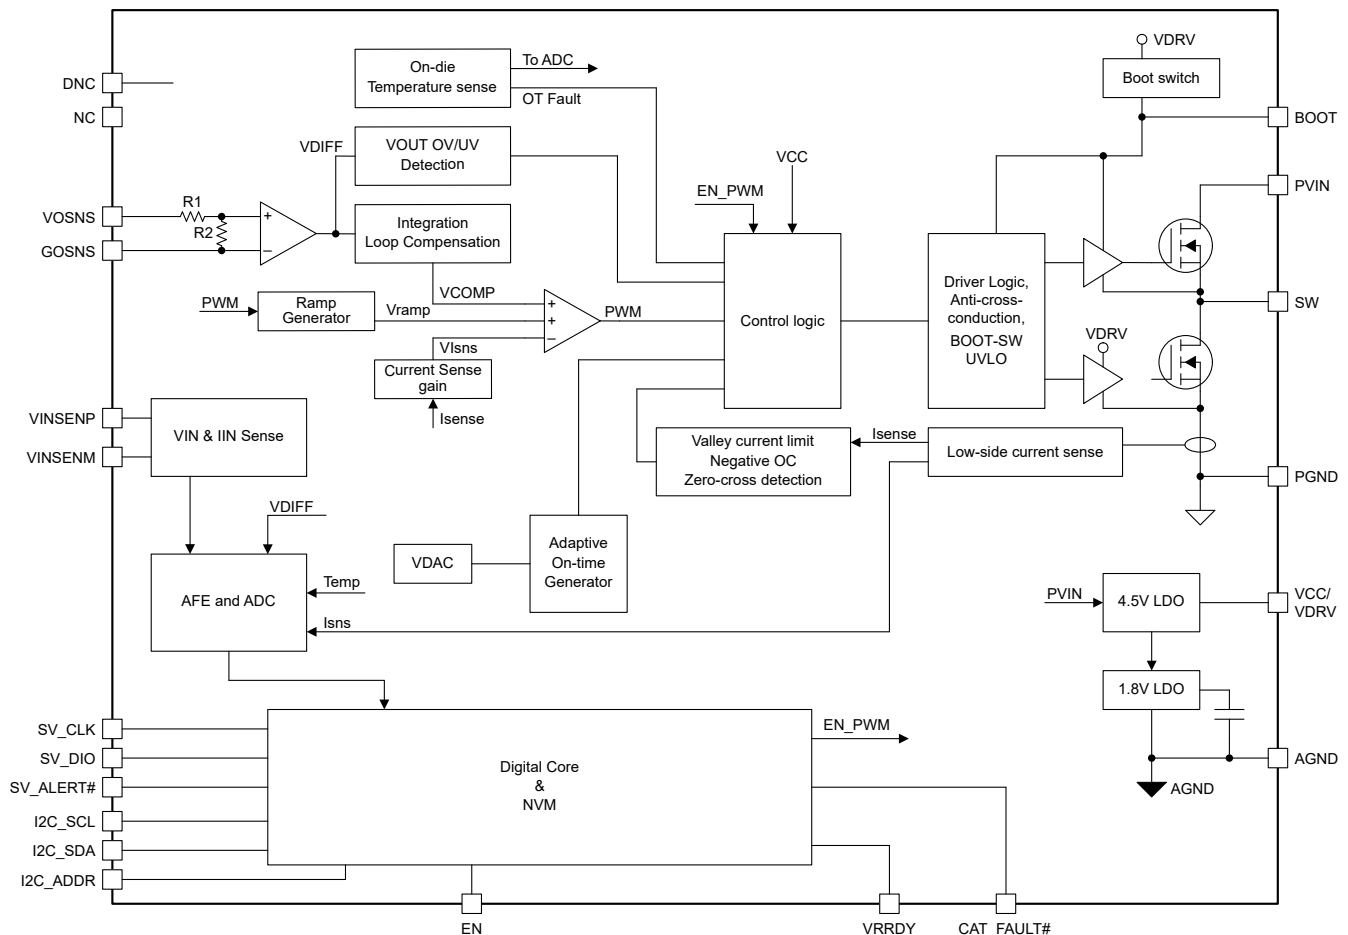 VDRV
Boot switch
On-die
Temperature sense
To ADC
OT Fault
DNC
NC
BOOT
VDIFF
VOUT OV/UV
Detection
VCC
EN_PWM
PVIN
R1
VOSNS
R2
GOSNS
+
–
Integration
Loop Compensation
VCOMP
PWM
Ramp
Generator
Vramp
+
+
–
PWM
VIsns
Current Sense
gain
Isense
Control logic
Driver Logic,
Anti-cross-
conduction,
BOOT-SW
UVLO
VDRV
SW
VINSENP
VINSENM
VIN & IIN Sense
Valley current limit
Negative OC
Zero-cross detection
Isense
Low-side current sense
PGND
VDIFF
VDAC
Adaptive
On-time
Generator
AFE and ADC
Temp
Isns
PVIN
4.5V LDO
VCC/
VDRV
1.8V LDO
AGND
AGND
SV_CLK
SV_DIO
SV_ALERT#
I2C_SCL
I2C_SDA
I2C_ADDR
Digital Core
&
NVM
EN_PWM
EN
VRRDY
CAT_FAULT#